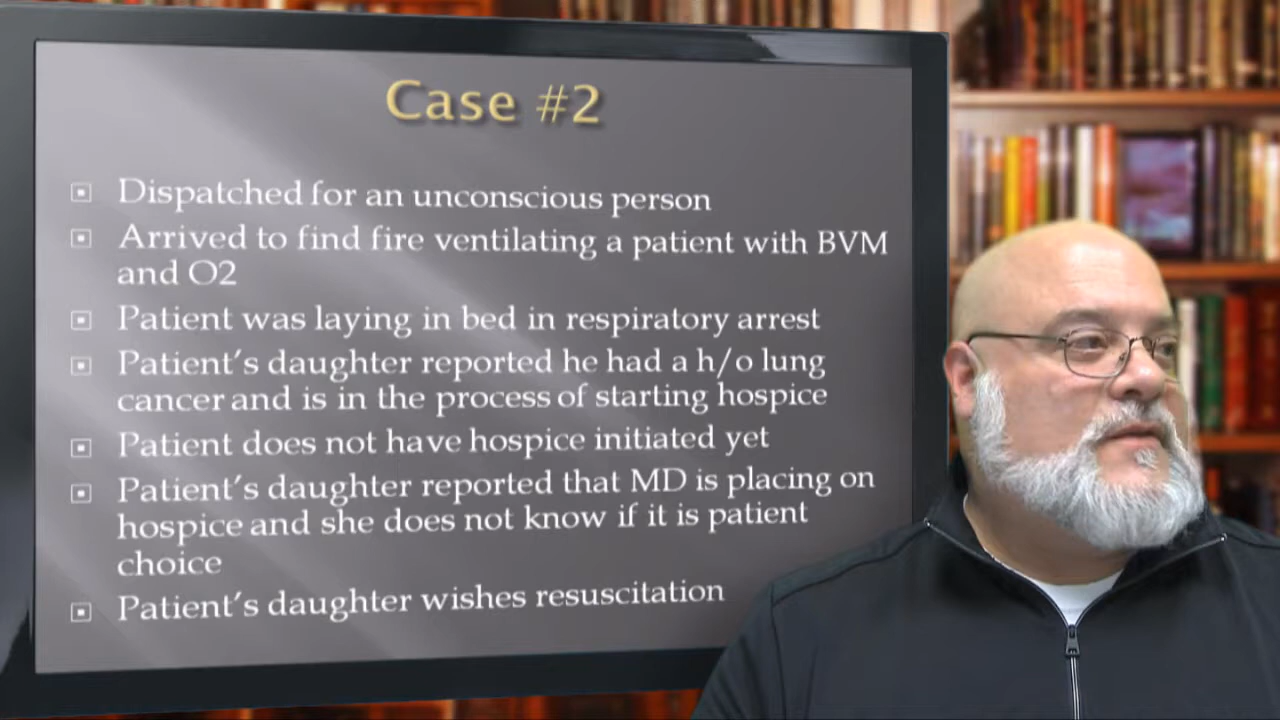 Case #2
Dispatched for an unconscious person
Arrived to find fire ventilating a patient with BVM
and O2
Patient was laying in bed in respiratory arrest
Patient's daughter reported he had a h/o lung
cancer and is in the process of starting hospice
Patient does not have hospice initiated yet
Patient's daughter reported that MD is placing on
hospice and she does not know if it is patient
choice
Patient's daughter wishes resuscitation